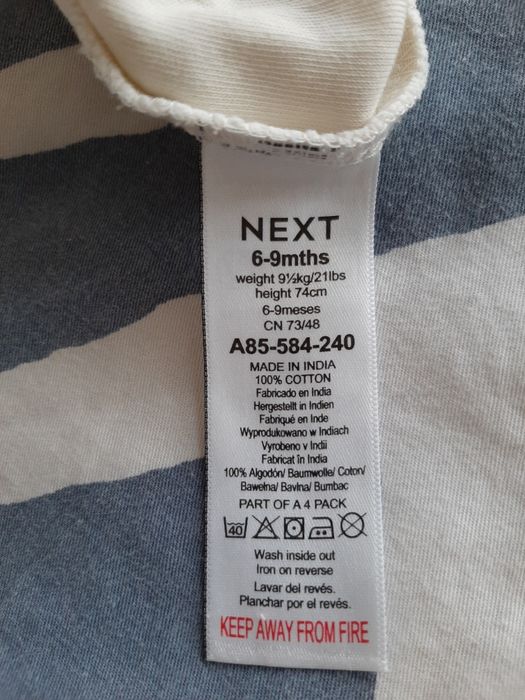 NEXT
6-9mths
weight 9½kg/21lbs
height 74cm
6-9meses
CN 73/48
A85-584-240
MADE IN INDIA
100% COTTON
Fabricado en India
Hergestellt in Indien
Fabriqué en Inde
Wyprodukowano w Indiach
Vyrobeno v Indii
Fabricat în India
100% Algodón/ Baumwolle/ Coton/
Bawełna/ Bavlna/ Bumbac
PART OF A 4 PACK
40
Wash inside out
Iron on reverse
Lavar del revés.
Planchar por el revés.
KEEP AWAY FROM FIRE